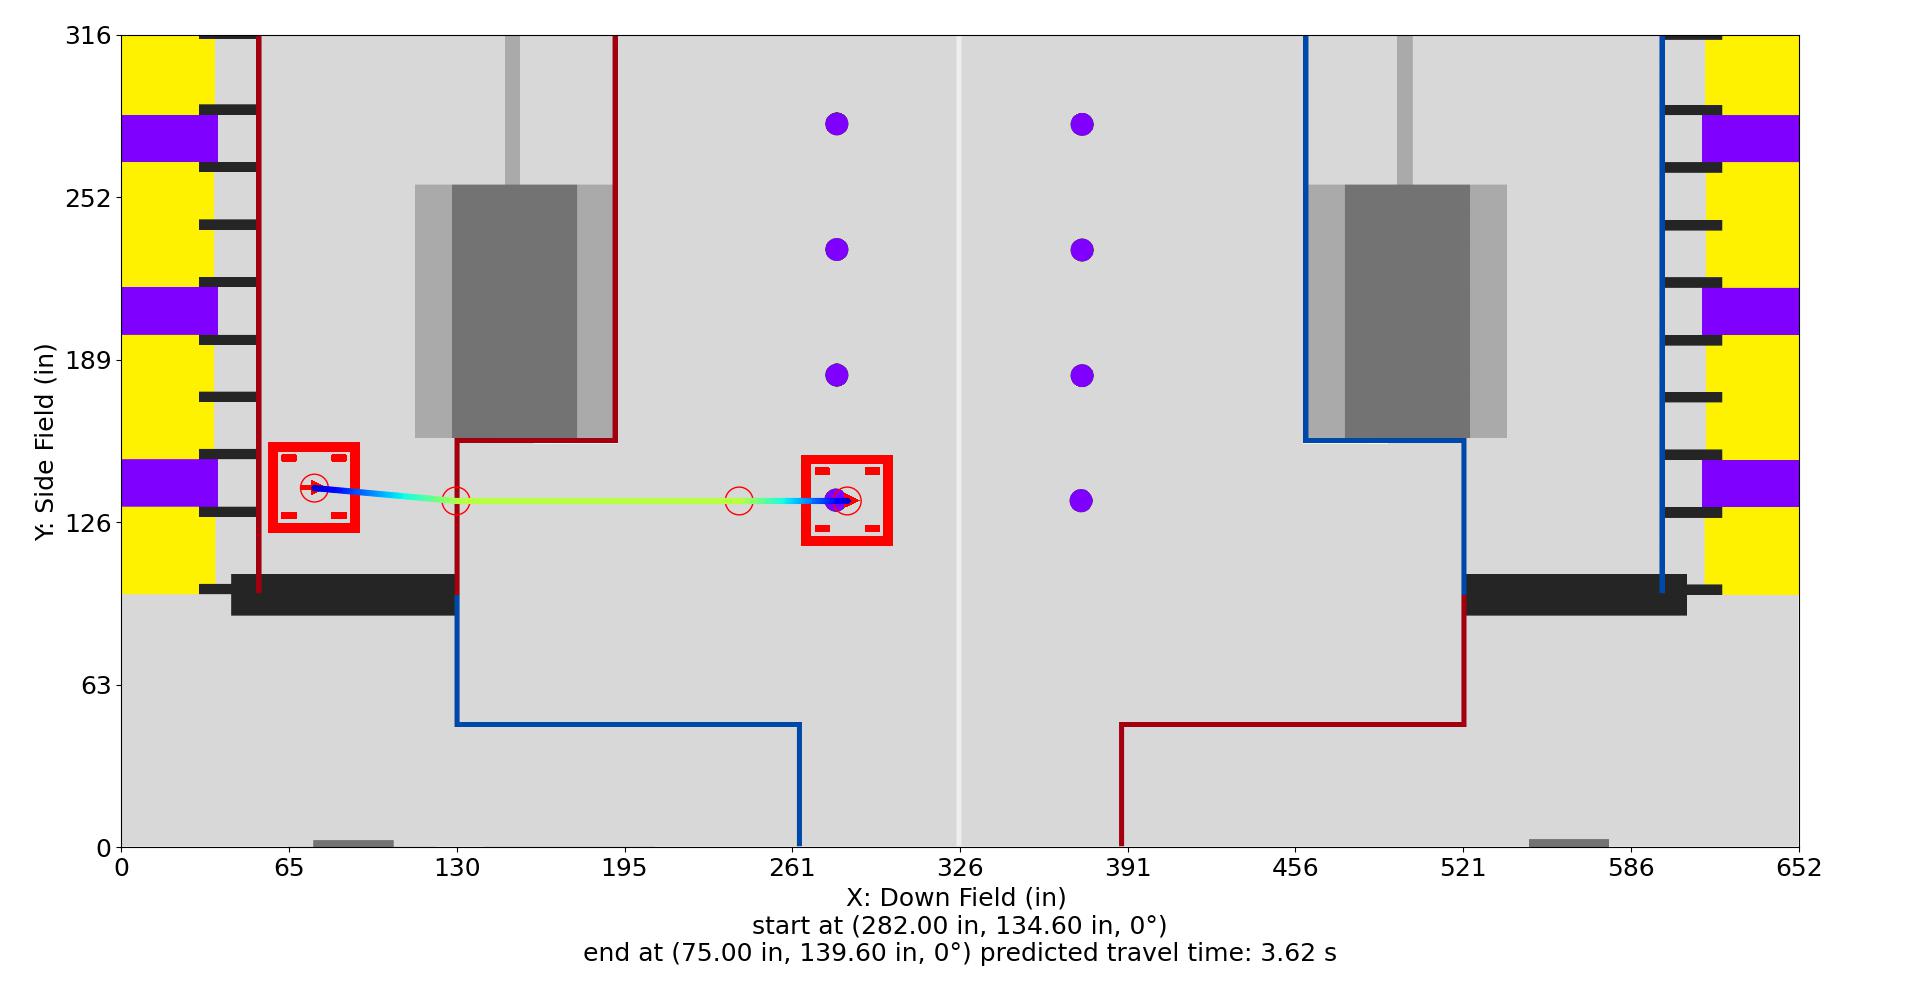 316
252
189
126
63
0
Y: Side Field (in)
0 65 130 195 261 326 391 456 521 586 652
X: Down Field (in)
start at (282.00 in, 134.60 in, 0°)
end at (75.00 in, 139.60 in, 0°) predicted travel time: 3.62 s